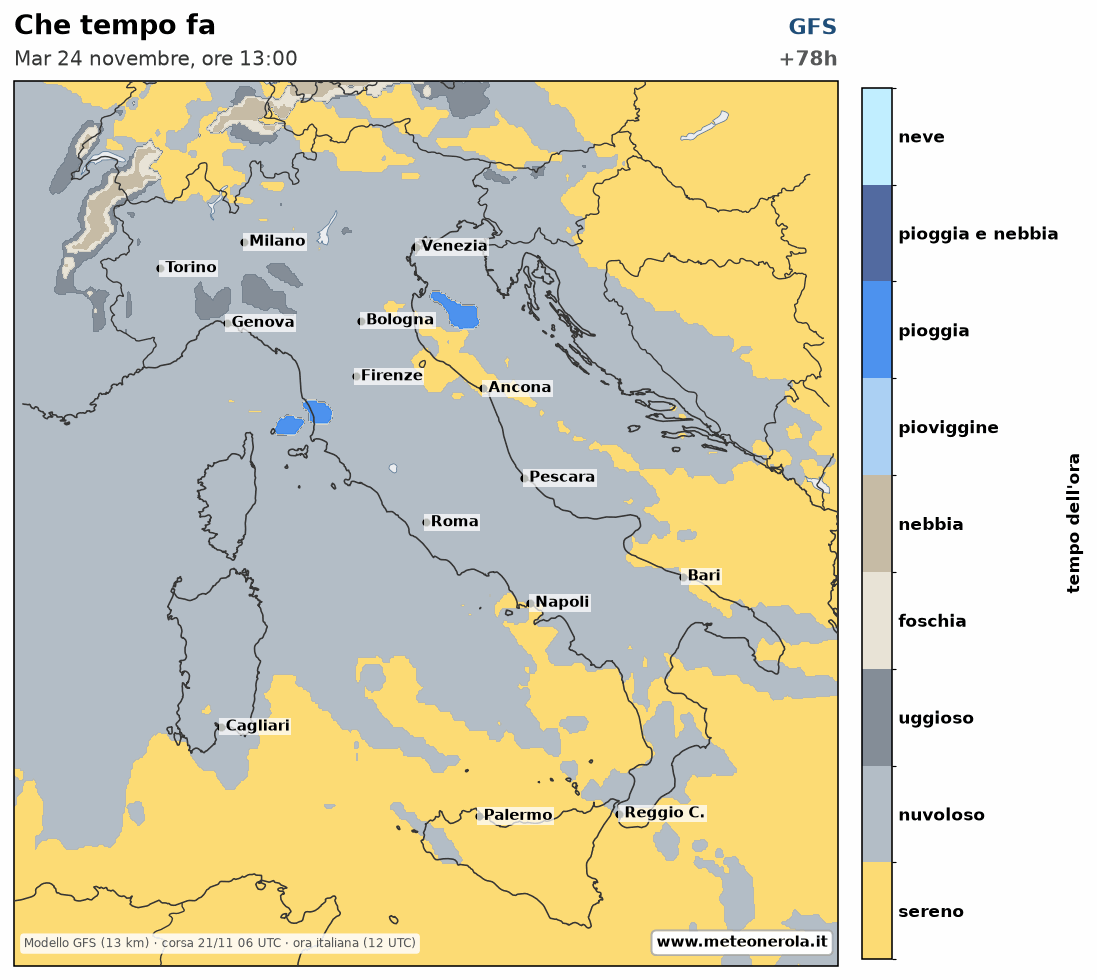 Che tempo fa
GFS
Mar 24 novembre, ore 13:00
+78h
neve
pioggia e nebbia
pioggia
pioviggine
nebbia
foschia
uggioso
nuvoloso
sereno
tempo dell'ora
Milano
Venezia
Torino
Genova
Bologna
Firenze
Ancona
Pescara
Roma
Bari
Napoli
Cagliari
Palermo
Reggio C.
Modello GFS (13 km) · corsa 21/11 06 UTC · ora italiana (12 UTC)
www.meteonerola.it